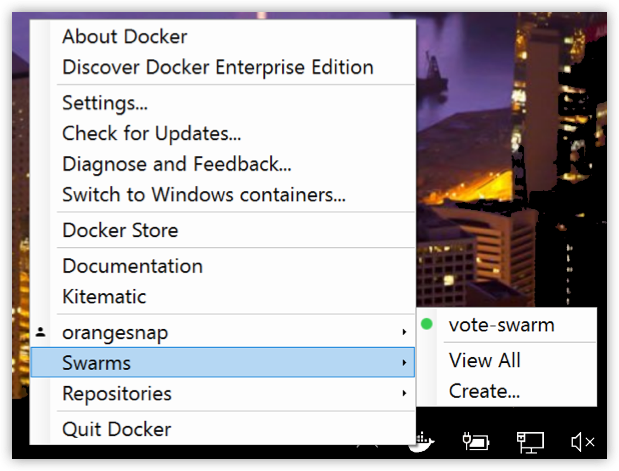 About Docker
Discover Docker Enterprise Edition
Settings...
Check for Updates...
Diagnose and Feedback...
Switch to Windows containers...
Docker Store
Documentation
Kitematic
orangesnap
Swarms
Repositories
Quit Docker
vote-swarm
View All
Create...